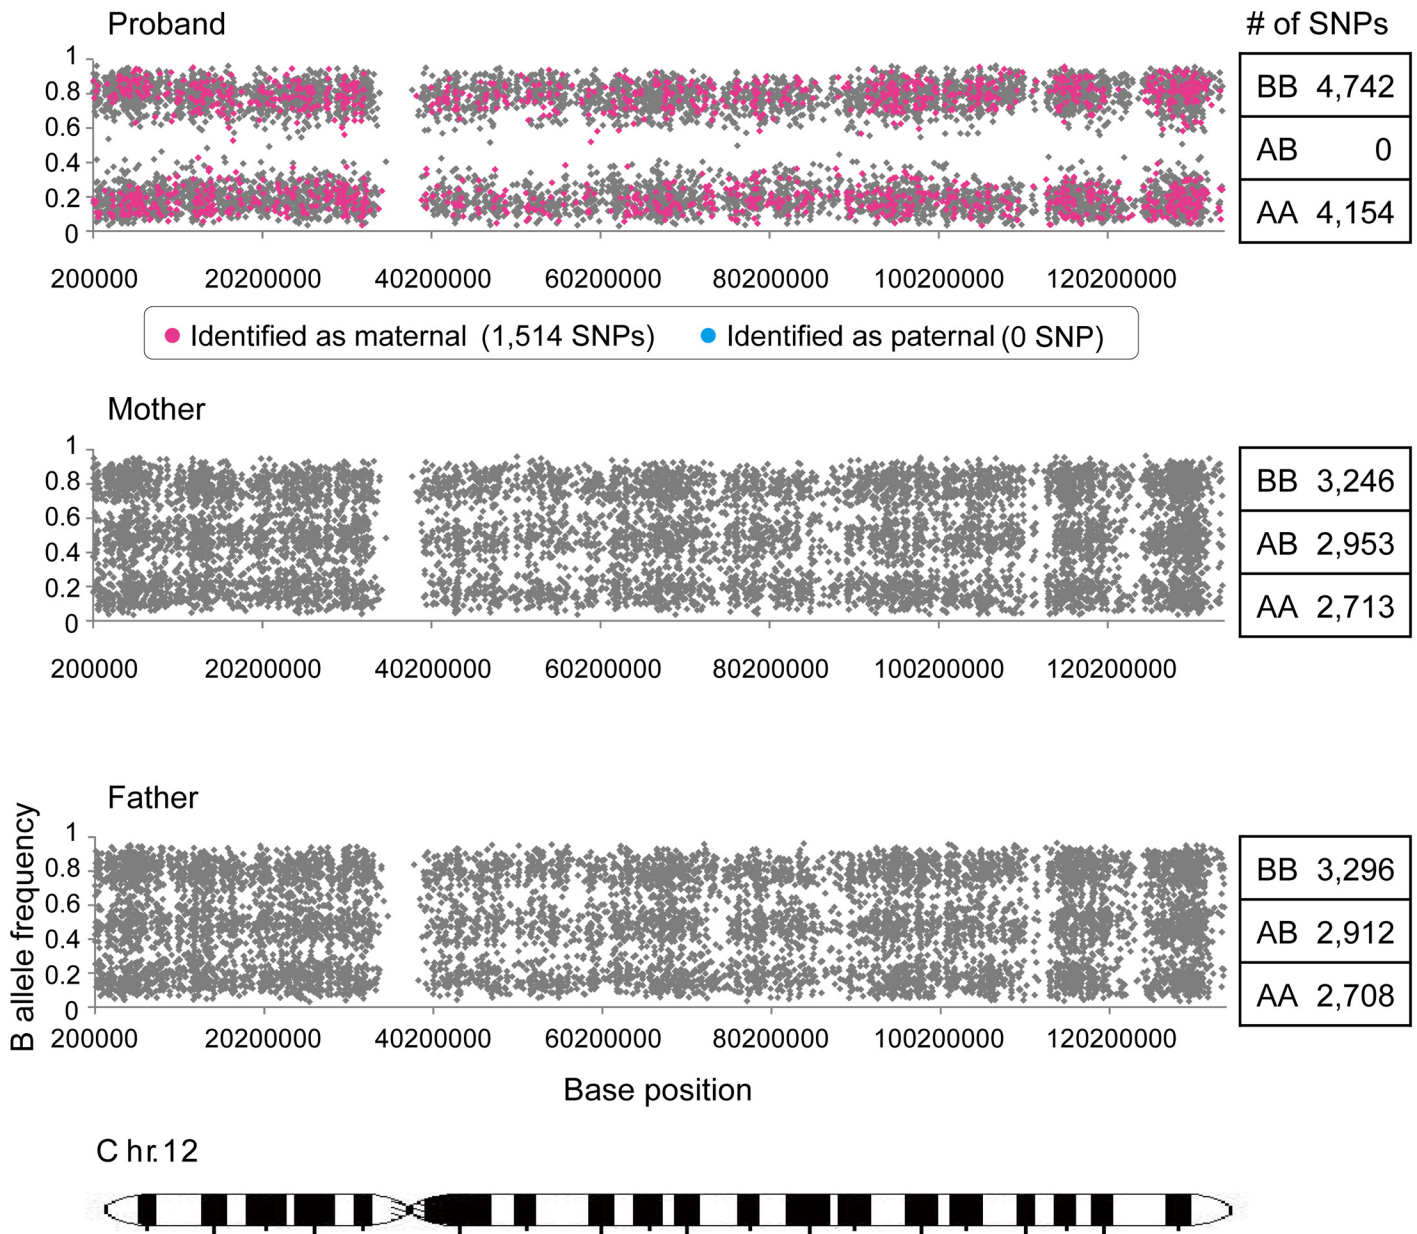 Proband
# of SNPs
1
0.8
0.6
0.4
0.2
0
BB 4,742
AB 0
AA 4,154
200000 20200000 40200000 60200000 80200000 100200000 120200000
Identified as maternal (1,514 SNPs) Identified as paternal (0 SNP)
Mother
1
0.8
0.6
0.4
0.2
0
BB 3,246
AB 2,953
AA 2,713
200000 20200000 40200000 60200000 80200000 100200000 120200000
Father
B allele frequency
1
0.8
0.6
0.4
0.2
0
BB 3,296
AB 2,912
AA 2,708
200000 20200000 40200000 60200000 80200000 100200000 120200000
Base position
C hr.12